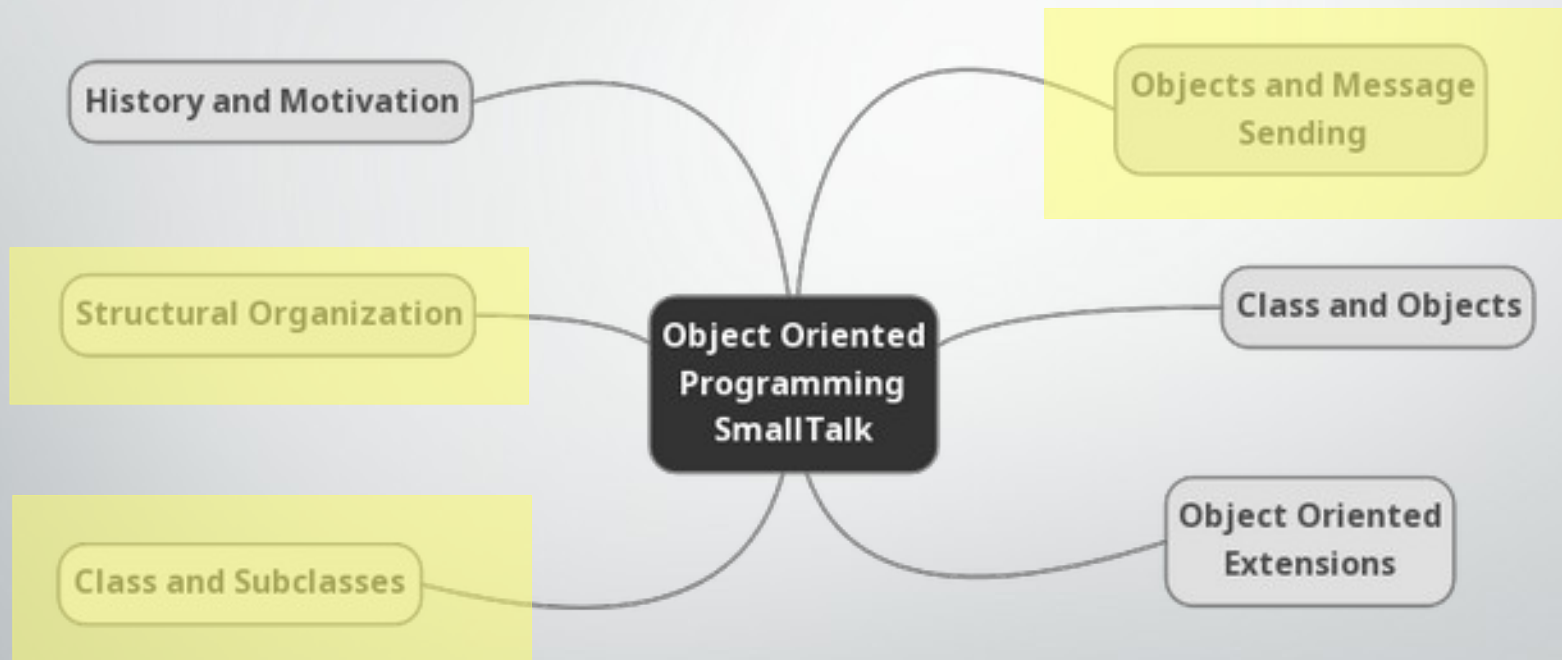 History and Motivation
Structural Organization
Class and Subclasses
Object Oriented
Programming
SmallTalk
Objects and Message
Sending
Class and Objects
Object Oriented
Extensions